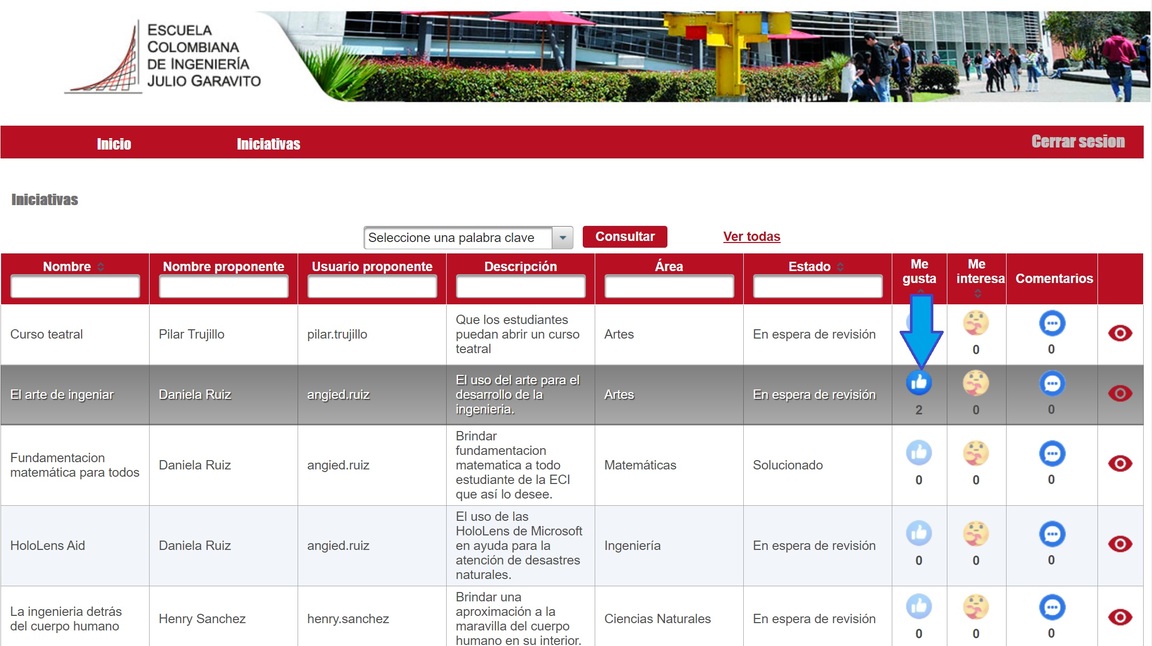 ESCUELA
COLOMBIANA
DE INGENIERÍA
JULIO GARAVITO
Inicio
Iniciativas
Cerrar sesion
Iniciativas
Seleccione una palabra clave
Consultar
Ver todas
Nombre
Nombre proponente
Usuario proponente
Descripción
Área
Estado
Me
gusta
Me
interesa
Comentarios
Curso teatral
Pilar Trujillo
pilar.trujillo
Que los estudiantes
puedan abrir un curso
teatral
Artes
En espera de revisión
0
0
El arte de ingeniar
Daniela Ruiz
angied.ruiz
El uso del arte para el
desarrollo de la
ingenieria.
Artes
En espera de revisión
2
0
0
Fundamentacion
matemática para todos
Daniela Ruiz
angied.ruiz
Brindar
fundamentacion
matematica a todo
estudiante de la ECI
que así lo desee.
Matemáticas
Solucionado
0
0
0
HoloLens Aid
Daniela Ruiz
angied.ruiz
El uso de las
HoloLens de Microsoft
en ayuda para la
atención de desastres
naturales.
Ingeniería
En espera de revisión
0
0
0
La ingenieria detrás
del cuerpo humano
Henry Sanchez
henry.sanchez
Brindar una
aproximación a la
maravilla del cuerpo
humano en su interior.
Ciencias Naturales
En espera de revisión
0
0
0